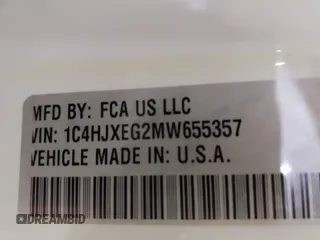 MFD BY: FCA US LLC
VIN: 1C4HJXEG2MW655357
VEHICLE MADE IN: U.S.A.
DREAMBID